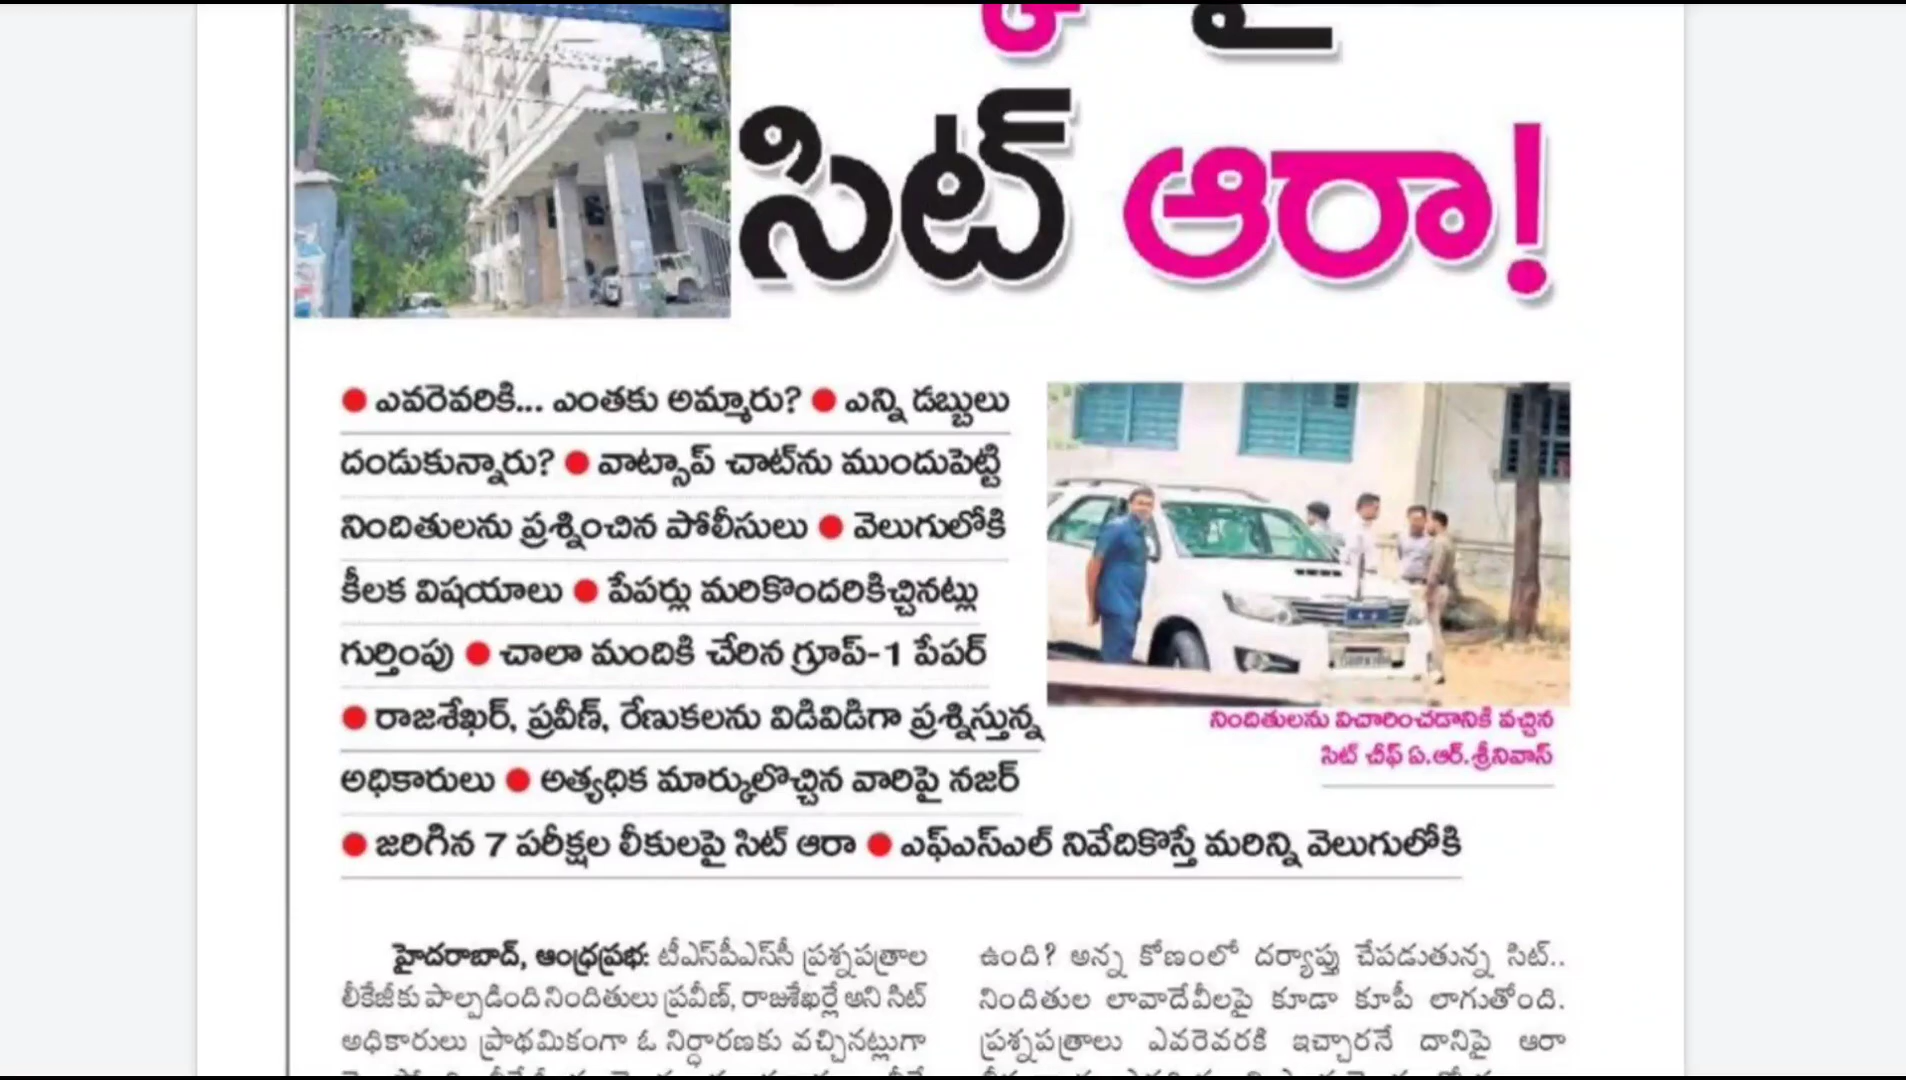 సిట్ ఆరా!
● ఎవరెవరికి... ఎంతకు అమ్మారు? ● ఎన్ని డబ్బులు
దండుకున్నారు? ● వాట్సాప్ చాట్‌ను ముందుపెట్టి
నిందితులను ప్రశ్నించిన పోలీసులు ● వెలుగులోకి
కీలక విషయాలు ● పేపర్లు మరికొందరికిచ్చినట్లు
గుర్తింపు ● చాలా మందికి చేరిన గ్రూప్-1 పేపర్
● రాజశేఖర్, ప్రవీణ్, రేణుకలను విడివిడిగా ప్రశ్నిస్తున్న
అధికారులు ● అత్యధిక మార్కులొచ్చిన వారిపై నజర్
● జరిగిన 7 పరీక్షల లీకులపై సిట్ ఆరా ● ఎఫ్ఎస్ఎల్ నివేదికొస్తే మరిన్ని వెలుగులోకి
నిందితులను విచారించడానికి వచ్చిన
సిట్ చీఫ్ ఏ.ఆర్.శ్రీనివాస్
హైదరాబాద్, ఆంధ్రప్రభ: టీఎస్‌పీఎస్‌సీ ప్రశ్నపత్రాల
లీకేజీకు పాల్పడింది నిందితులు ప్రవీణ్, రాజుశేఖర్లే అని సిట్
అధికారులు ప్రాథమికంగా ఓ నిర్ధారణకు వచ్చినట్లుగా
ఉంది? అన్న కోణంలో దర్యాప్తు చేపడుతున్న సిట్..
నిందితుల లావాదేవీలపై కూడా కూపీ లాగుతోంది.
ప్రశ్నపత్రాలు ఎవరెవరకి ఇచ్చారనే దానిపై ఆరా